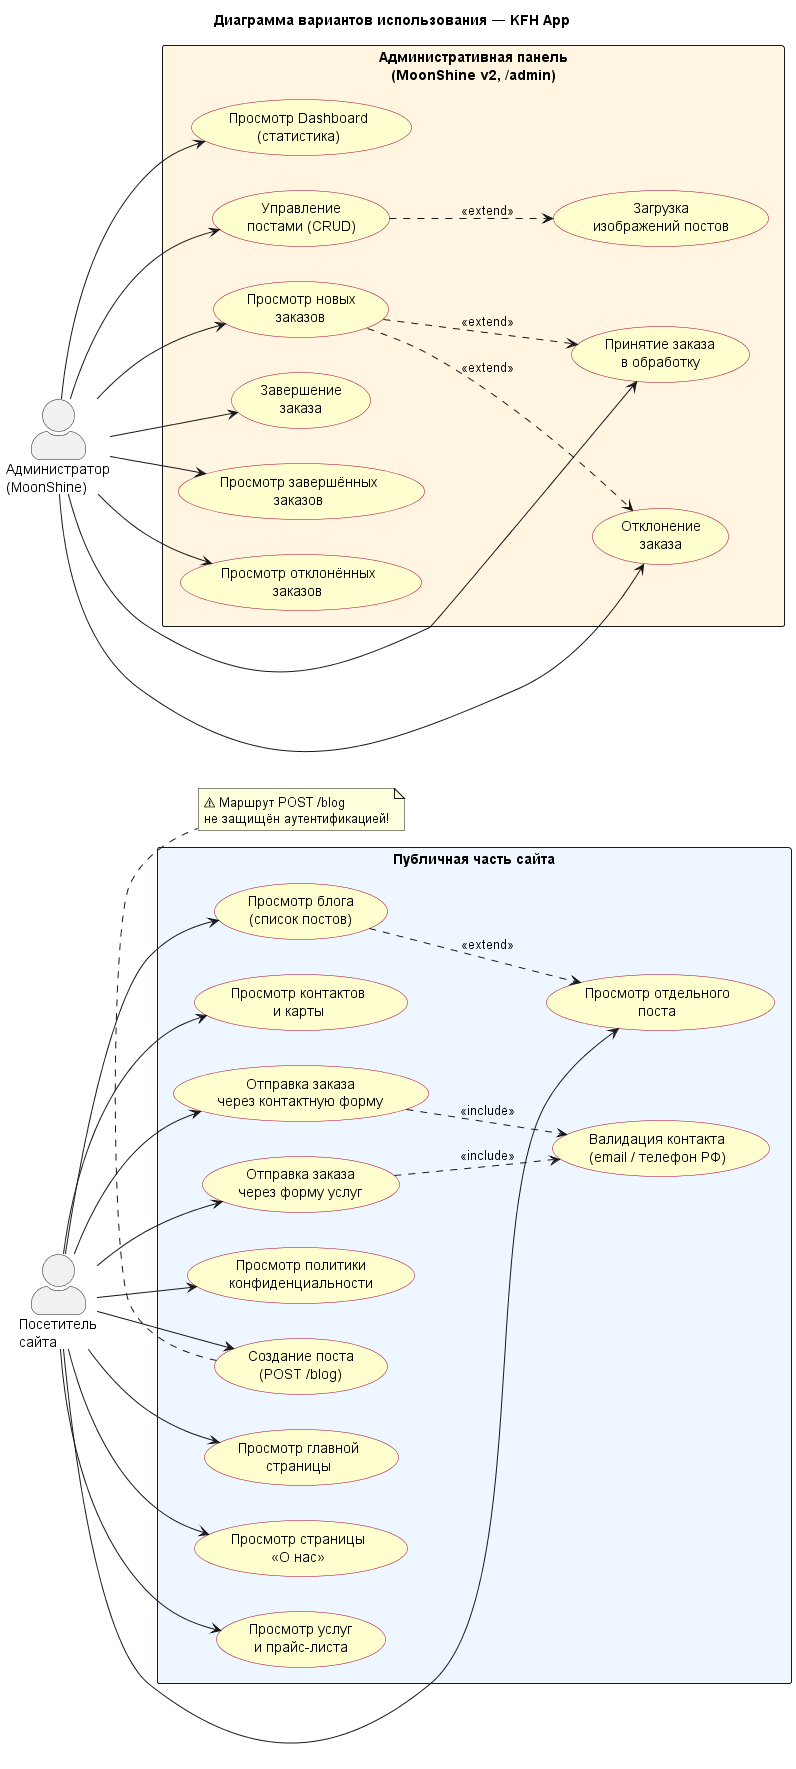 Диаграмма вариантов использования — KFH App
Административная панель
(MoonShine v2, /admin)
Просмотр Dashboard
(статистика)
Управление
постами (CRUD)
«extend»
Загрузка
изображений постов
Просмотр новых
заказов
«extend»
Принятие заказа
в обработку
«extend»
Завершение
заказа
Администратор
(MoonShine)
Просмотр завершённых
заказов
Отклонение
заказа
Просмотр отклонённых
заказов
⚠ Маршрут POST /blog
не защищён аутентификацией!
Публичная часть сайта
Просмотр блога
(список постов)
«extend»
Просмотр отдельного
поста
Просмотр контактов
и карты
Отправка заказа
через контактную форму
«include»
Валидация контакта
(email / телефон РФ)
Отправка заказа
через форму услуг
«include»
Просмотр политики
конфиденциальности
Посетитель
сайта
Создание поста
(POST /blog)
Просмотр главной
страницы
Просмотр страницы
«О нас»
Просмотр услуг
и прайс-листа